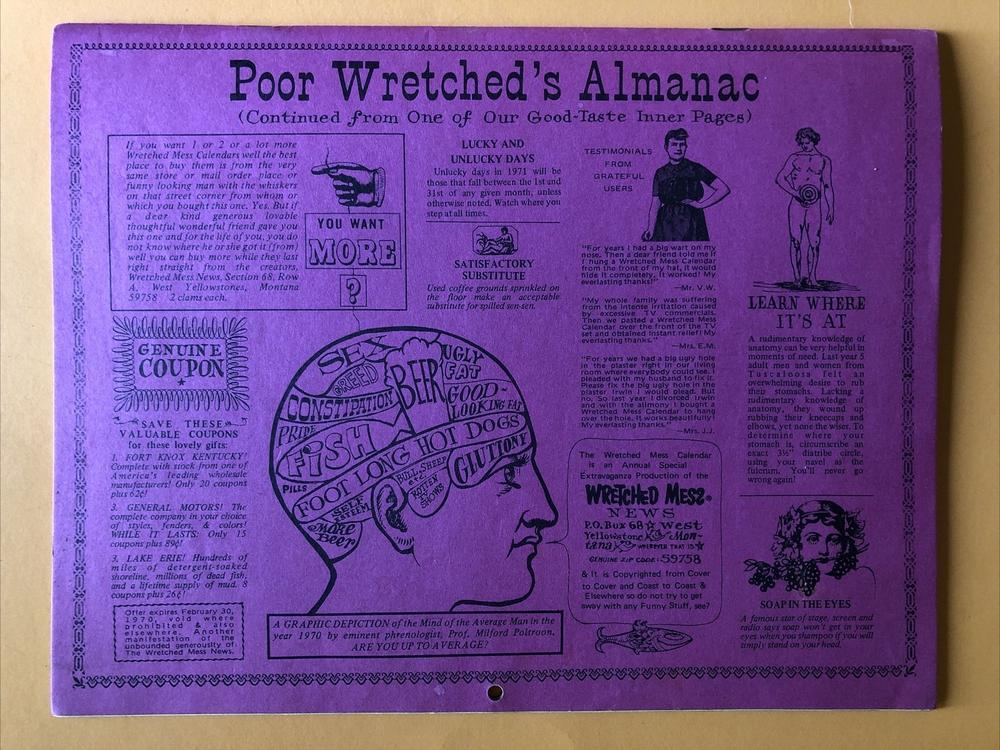 Poor Wretched's Almanac
(Continued from One of Our Good-Taste Inner Pages)
If you want 1 or 2 or a lot more
Wretched Mess Calendars well the best
place to buy them is from the very
same store or mail order place or
funny looking man with the whiskers
on that street corner from whom or
which you bought this one. Yes. But if
a dear kind generous lovable
thoughtful wonderful friend gave you
this one and for the life of you, you do
not know where he or she got it (from)
well you can buy more while they last
right straight from the creators,
Wretched Mess News, Section 68, Row
A, West Yellowstones, Montana
59758 2 clams each.
YOU WANT
MORE
?
GENUINE
COUPON
SAVE THESE
VALUABLE COUPONS
for these lovely gifts:
1. FORT KNOX KENTUCKY!
Complete with stock from one of
America's leading wholesale
manufacturers! Only 20 coupons
plus 62¢!
3. GENERAL MOTORS! The
complete company in your choice
of styles, fenders, & colors!
WHILE IT LASTS: Only 15
coupons plus 89¢!
3. LAKE ERIE! Hundreds of
miles of detergent-soaked
shoreline, millions of dead fish,
and a lifetime supply of mud. 8
coupons plus 26¢!
Offer expires February 30,
1970, void where
prohibited & also
elsewhere. Another
manifestation of the
unbounded generousity of
The Wretched Mess News.
LUCKY AND
UNLUCKY DAYS
Unlucky days in 1971 will be
those that fall between the 1st and
31st of any given month, unless
otherwise noted. Watch where you
step at all times.
SATISFACTORY
SUBSTITUTE
Used coffee grounds sprinkled on
the floor make an acceptable
substitute for spilled sen-sen.
SEX
GREED
BEER
UGLY
FAT
CONSTIPATION
GOOD-
LOOKING FAT
PRIDE
FISH
FOOT LONG HOT DOGS
PILLS
BULL SHEEP
ROTTEN
TV
SHOWS
GLUTTONY
SELF
ESTEEM
MORE
BEER
A GRAPHIC DEPICTION of the Mind of the Average Man in the
year 1970 by eminent phrenologist, Prof. Milford Poltroon.
ARE YOU UP TO AVERAGE?
TESTIMONIALS
FROM
GRATEFUL
USERS
"For years I had a big wart on my
nose. Then a dear friend told me if
I hung a Wretched Mess Calendar
from the front of my hat, it would
hide it completely. It worked! My
everlasting thanks!"
—Mr. V.W.
"My whole family was suffering
from the intense irritation caused
by excessive TV commercials.
Then we pasted a Wretched Mess
Calendar over the front of the TV
set and obtained instant relief! My
everlasting thanks."
—Mrs. E.M.
"For years we had a big ugly hole
in the plaster right in our living
room where everybody could see. I
pleaded with my husband to fix it.
Please fix the big ugly hole in the
plaster Irwin I would plead. But
no. So last year I divorced Irwin
and with the alimony I bought a
Wretched Mess Calendar to hang
over the hole. It works beautifully!
My everlasting thanks."
—Mrs. J.J.
The Wretched Mess Calendar
is an Annual Special
Extravaganza Production of the
WRETCHED MESS
NEWS
P.O. Box 68 West
Yellowstone Mon-
tana WHEREVER THAT IS
GENUINE ZIP CODE: 59758
& It is Copyrighted from Cover
to Cover and Coast to Coast &
Elsewhere so do not try to get
away with any Funny Stuff, see?
LEARN WHERE
IT'S AT
A rudimentary knowledge of
anatomy can be very helpful in
moments of need. Last year 5
adult men and women from
Tuscaloosa felt an
overwhelming desire to rub
their stomachs. Lacking a
rudimentary knowledge of
anatomy, they wound up
rubbing their kneecaps and
elbows, yet none the wiser. To
determine where your
stomach is, circumscribe an
exact 3½" diatribe circle,
using your navel as the
fulcrum. You'll never go
wrong again!
SOAP IN THE EYES
A famous star of stage, screen and
radio says soap won't get in your
eyes when you shampoo if you will
simply stand on your head.